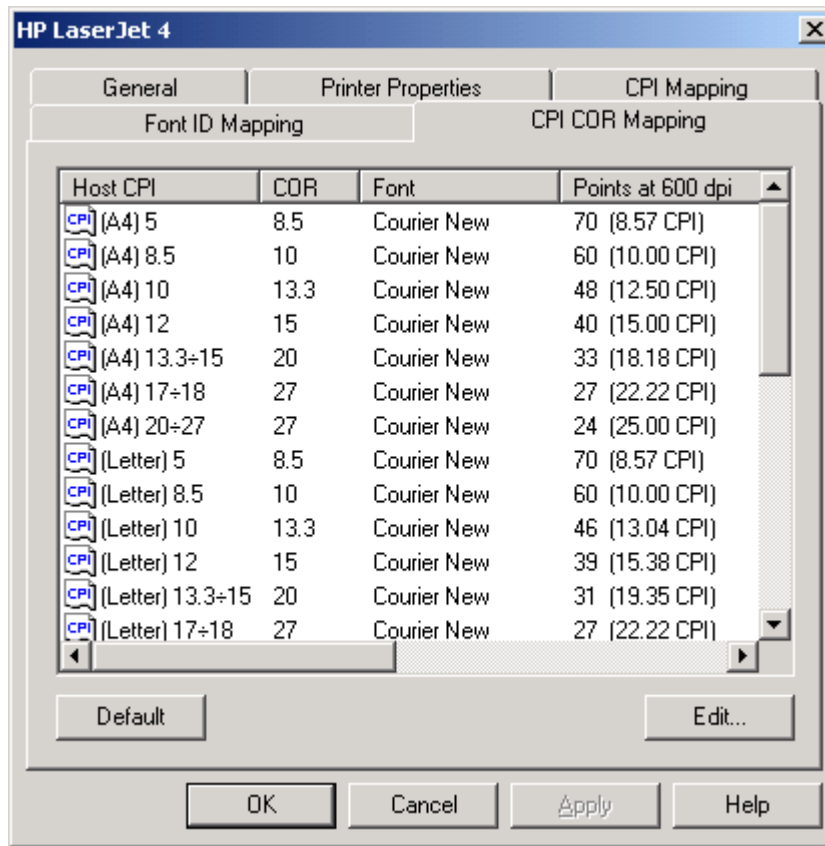 HP LaserJet 4
General Printer Properties CPI Mapping
Font ID Mapping CPI COR Mapping
Host CPI COR Font Points at 600 dpi
CPI (A4) 5 8.5 Courier New 70 (8.57 CPI)
CPI (A4) 8.5 10 Courier New 60 (10.00 CPI)
CPI (A4) 10 13.3 Courier New 48 (12.50 CPI)
CPI (A4) 12 15 Courier New 40 (15.00 CPI)
CPI (A4) 13.3÷15 20 Courier New 33 (18.18 CPI)
CPI (A4) 17÷18 27 Courier New 27 (22.22 CPI)
CPI (A4) 20÷27 27 Courier New 24 (25.00 CPI)
CPI (Letter) 5 8.5 Courier New 70 (8.57 CPI)
CPI (Letter) 8.5 10 Courier New 60 (10.00 CPI)
CPI (Letter) 10 13.3 Courier New 46 (13.04 CPI)
CPI (Letter) 12 15 Courier New 39 (15.38 CPI)
CPI (Letter) 13.3÷15 20 Courier New 31 (19.35 CPI)
CPI (Letter) 17÷18 27 Courier New 27 (22.22 CPI)
Default Edit...
OK Cancel Apply Help